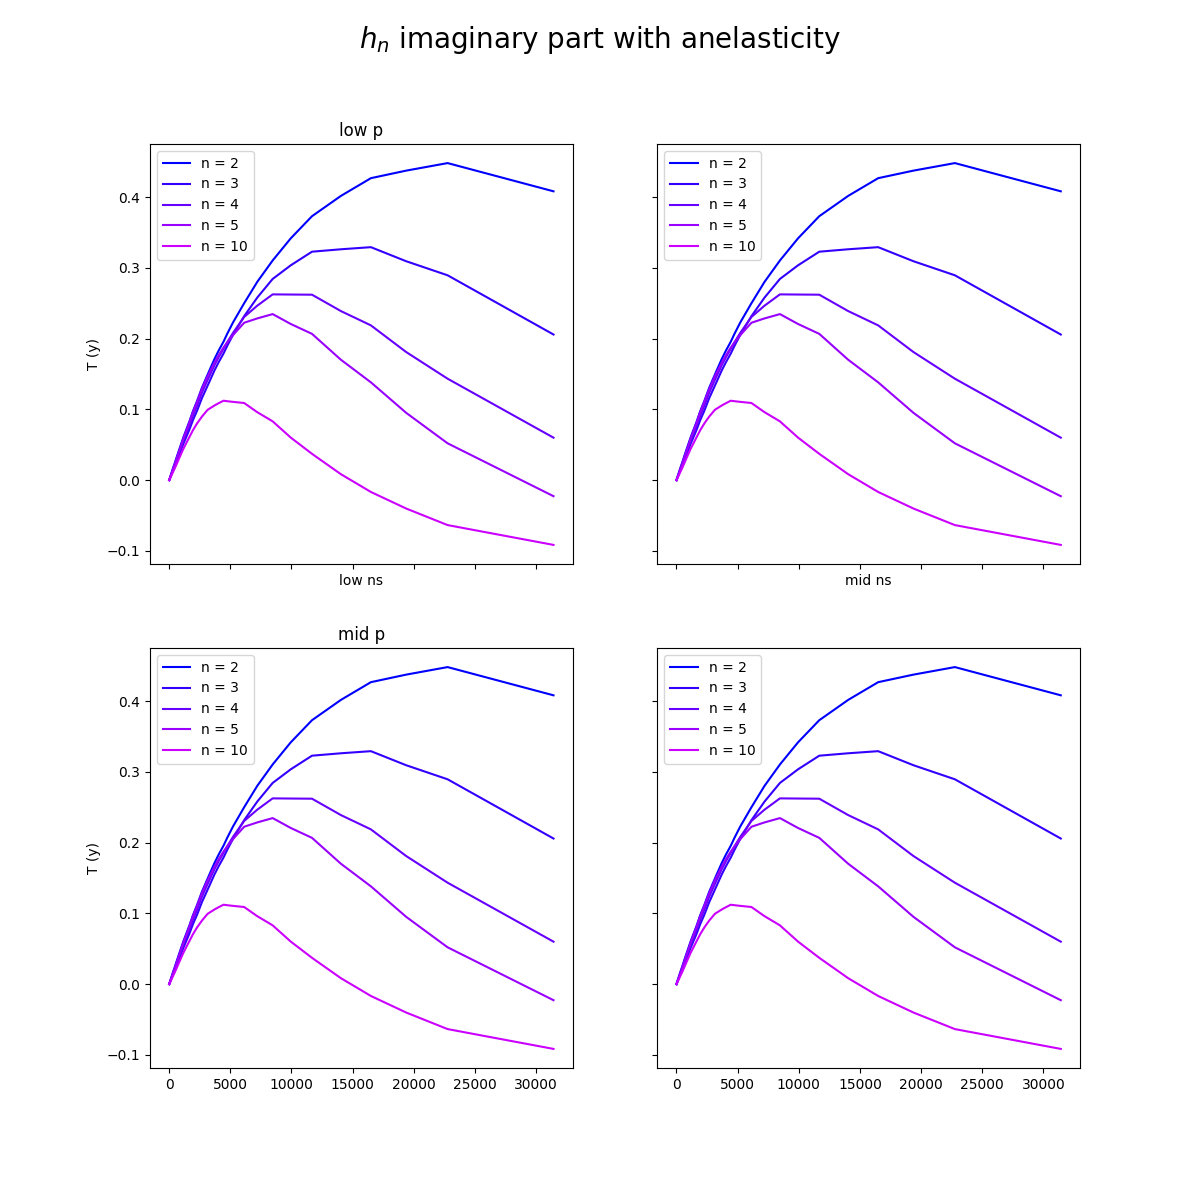 hₙ imaginary part with anelasticity
low p
n = 2
n = 3
n = 4
n = 5
n = 10
0.4
0.3
0.2
0.1
0.0
−0.1
T (y)
low ns
n = 2
n = 3
n = 4
n = 5
n = 10
mid ns
mid p
n = 2
n = 3
n = 4
n = 5
n = 10
0.4
0.3
0.2
0.1
0.0
−0.1
T (y)
0 5000 10000 15000 20000 25000 30000
n = 2
n = 3
n = 4
n = 5
n = 10
0 5000 10000 15000 20000 25000 30000